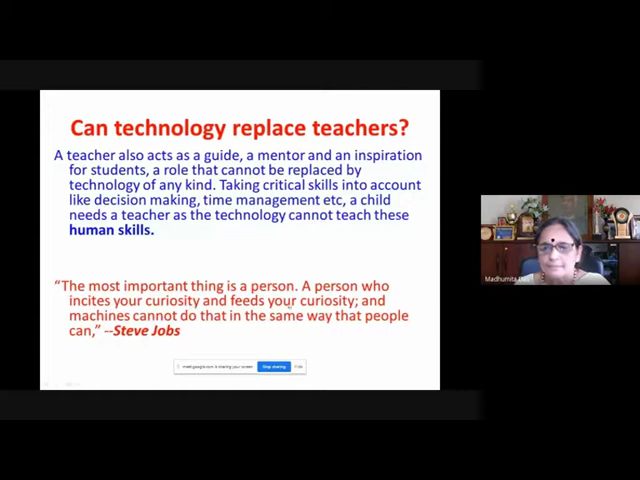 Can technology replace teachers?
A teacher also acts as a guide, a mentor and an inspiration
for students, a role that cannot be replaced by
technology of any kind. Taking critical skills into account
like decision making, time management etc, a child
needs a teacher as the technology cannot teach these
human skills.
“The most important thing is a person. A person who
incites your curiosity and feeds your curiosity; and
machines cannot do that in the same way that people
can,” --Steve Jobs
meet.google.com is sharing your screen.
Stop sharing
Hide
Madhumita Das